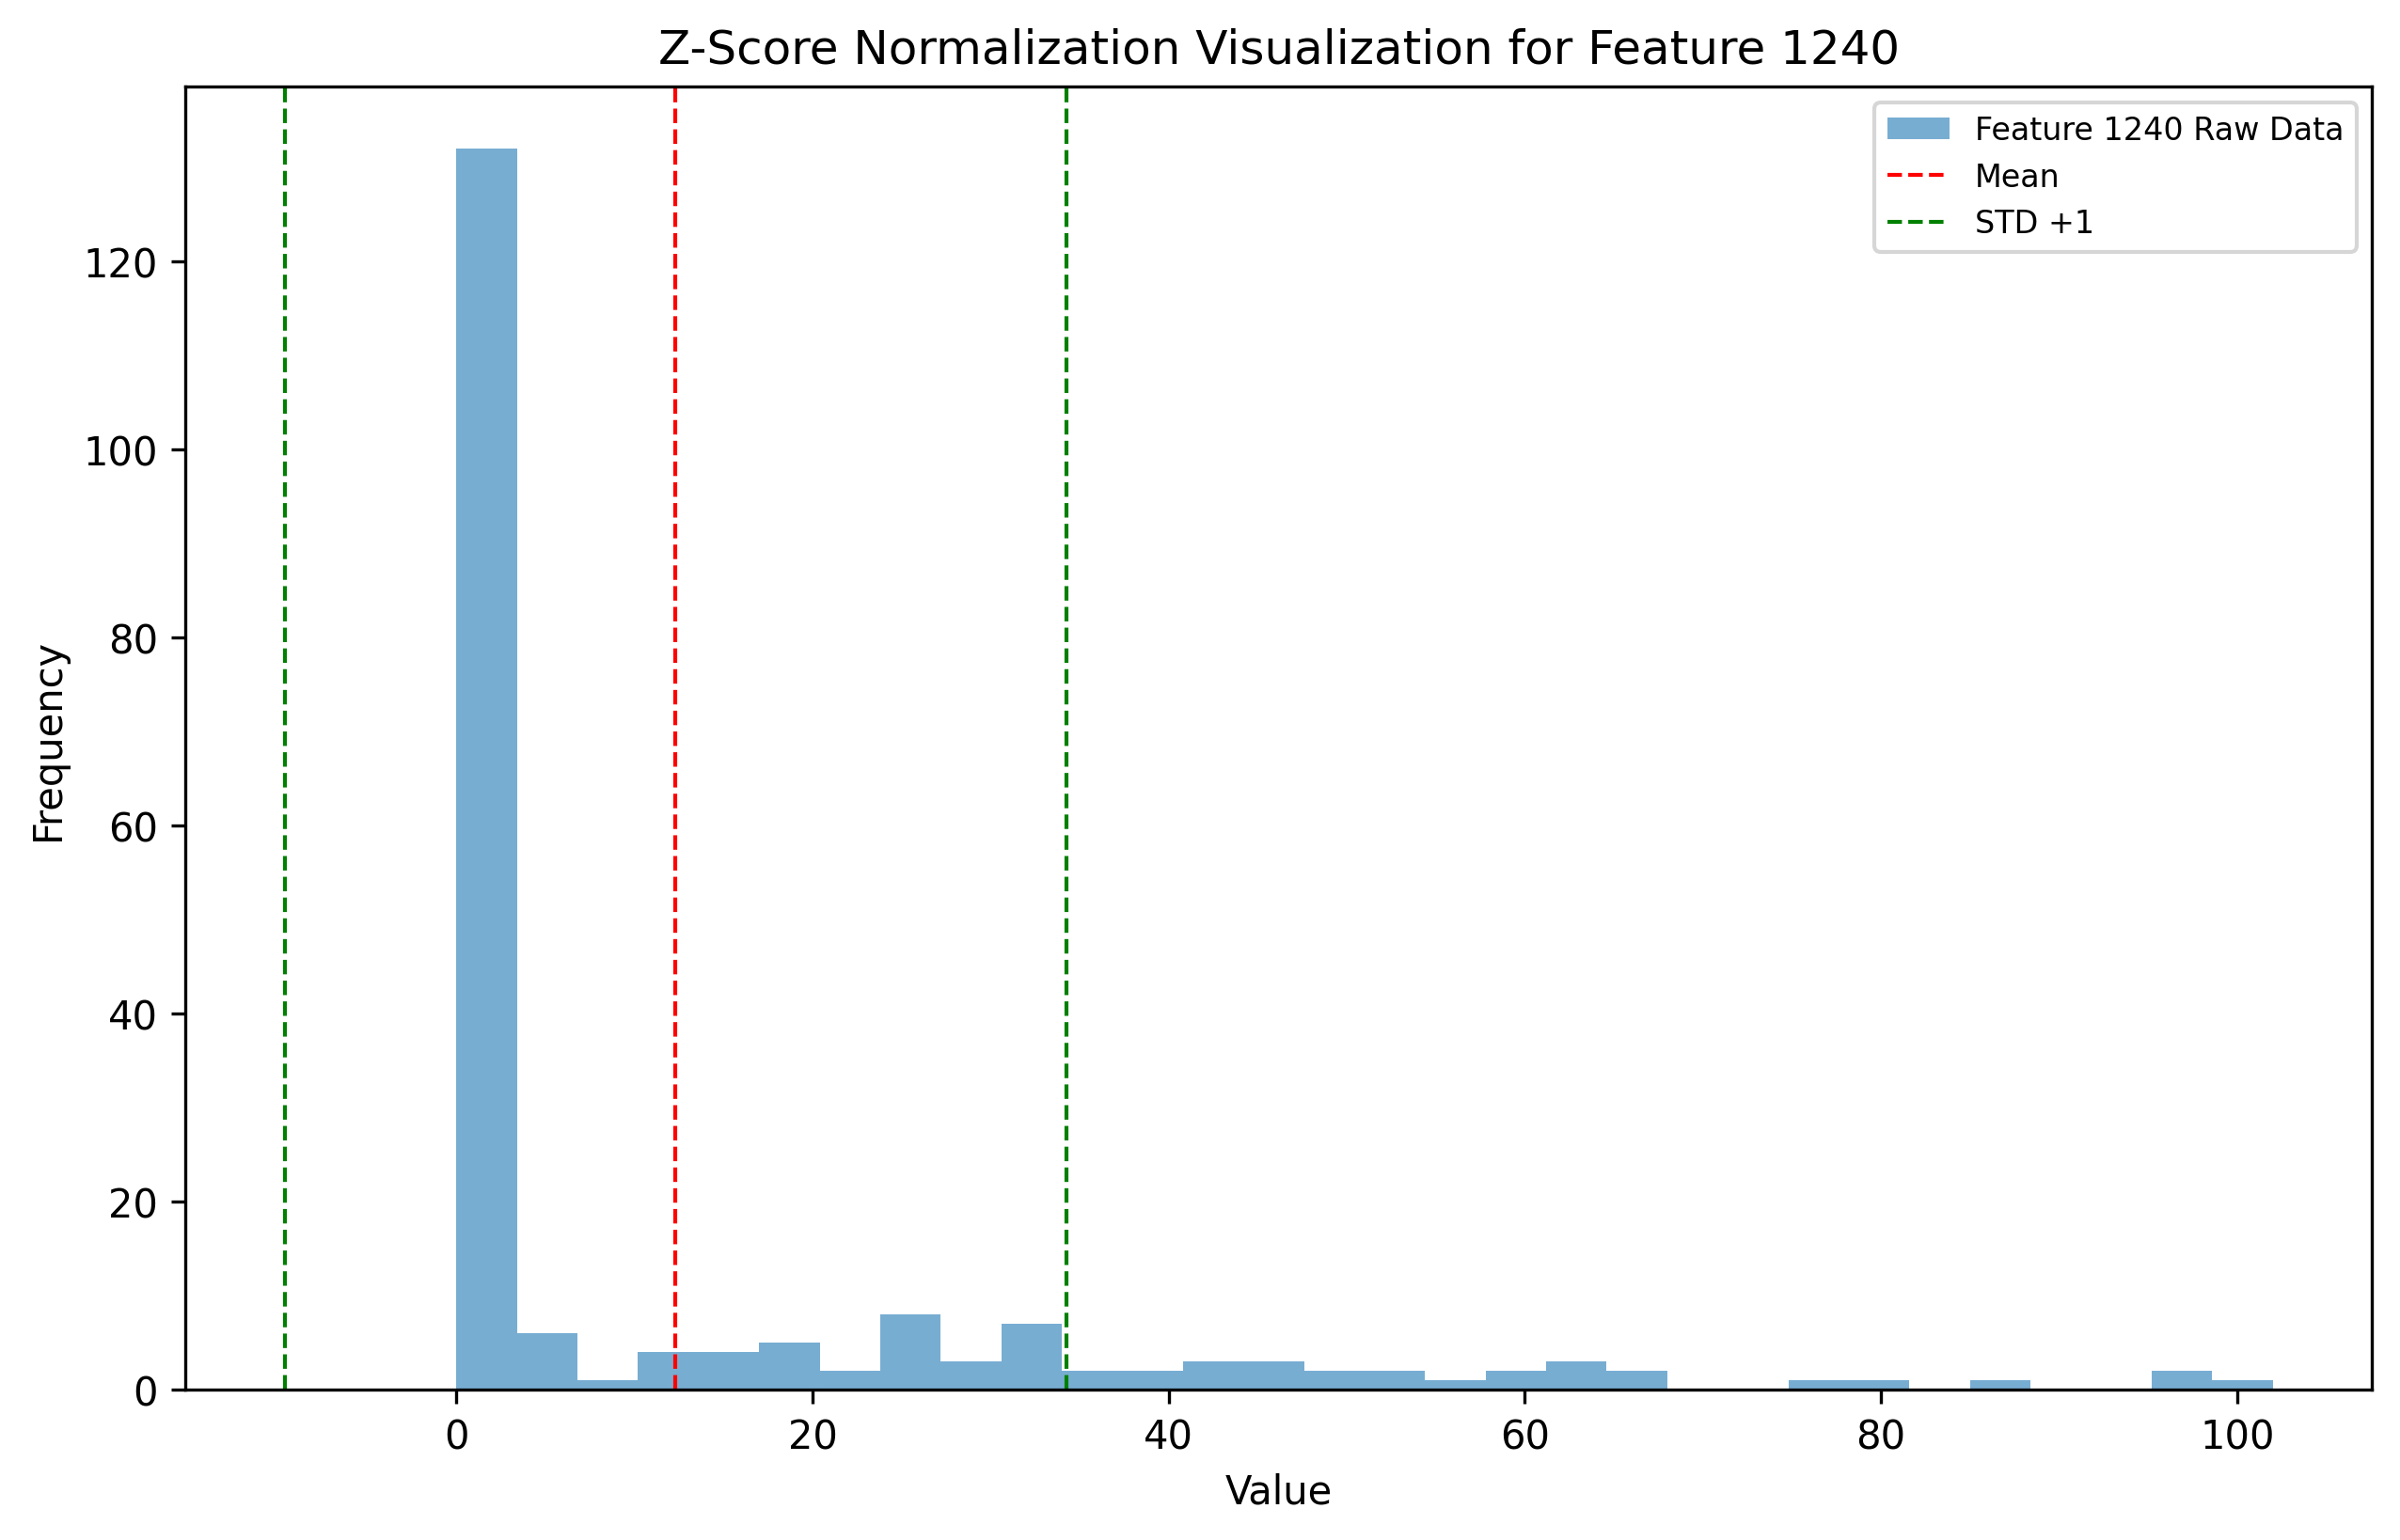 Z-Score Normalization Visualization for Feature 1240
Feature 1240 Raw Data
Mean
STD +1
120
100
80
60
40
20
0
Frequency
0 20 40 60 80 100
Value